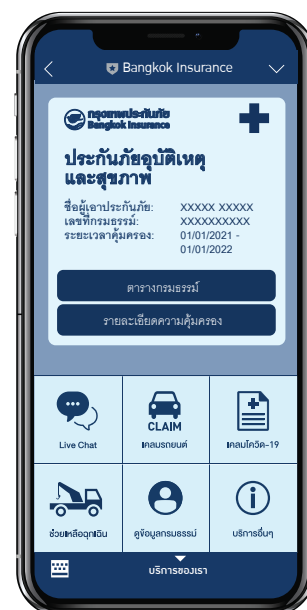 Bangkok Insurance
กรุงเทพประกันภัย
Bangkok Insurance
ประกันภัยอุบัติเหตุ
และสุขภาพ
ชื่อผู้เอาประกันภัย: XXXXX XXXXX
เลขที่กรมธรรม์: XXXXXXXXXX
ระยะเวลาคุ้มครอง: 01/01/2021 -
01/01/2022
ตารางกรมธรรม์
รายละเอียดความคุ้มครอง
Live Chat
CLAIM
เคลมรถยนต์
เคลมโควิด-19
ช่วยเหลือฉุกเฉิน
ดูข้อมูลกรมธรรม์
บริการอื่นๆ
บริการของเรา